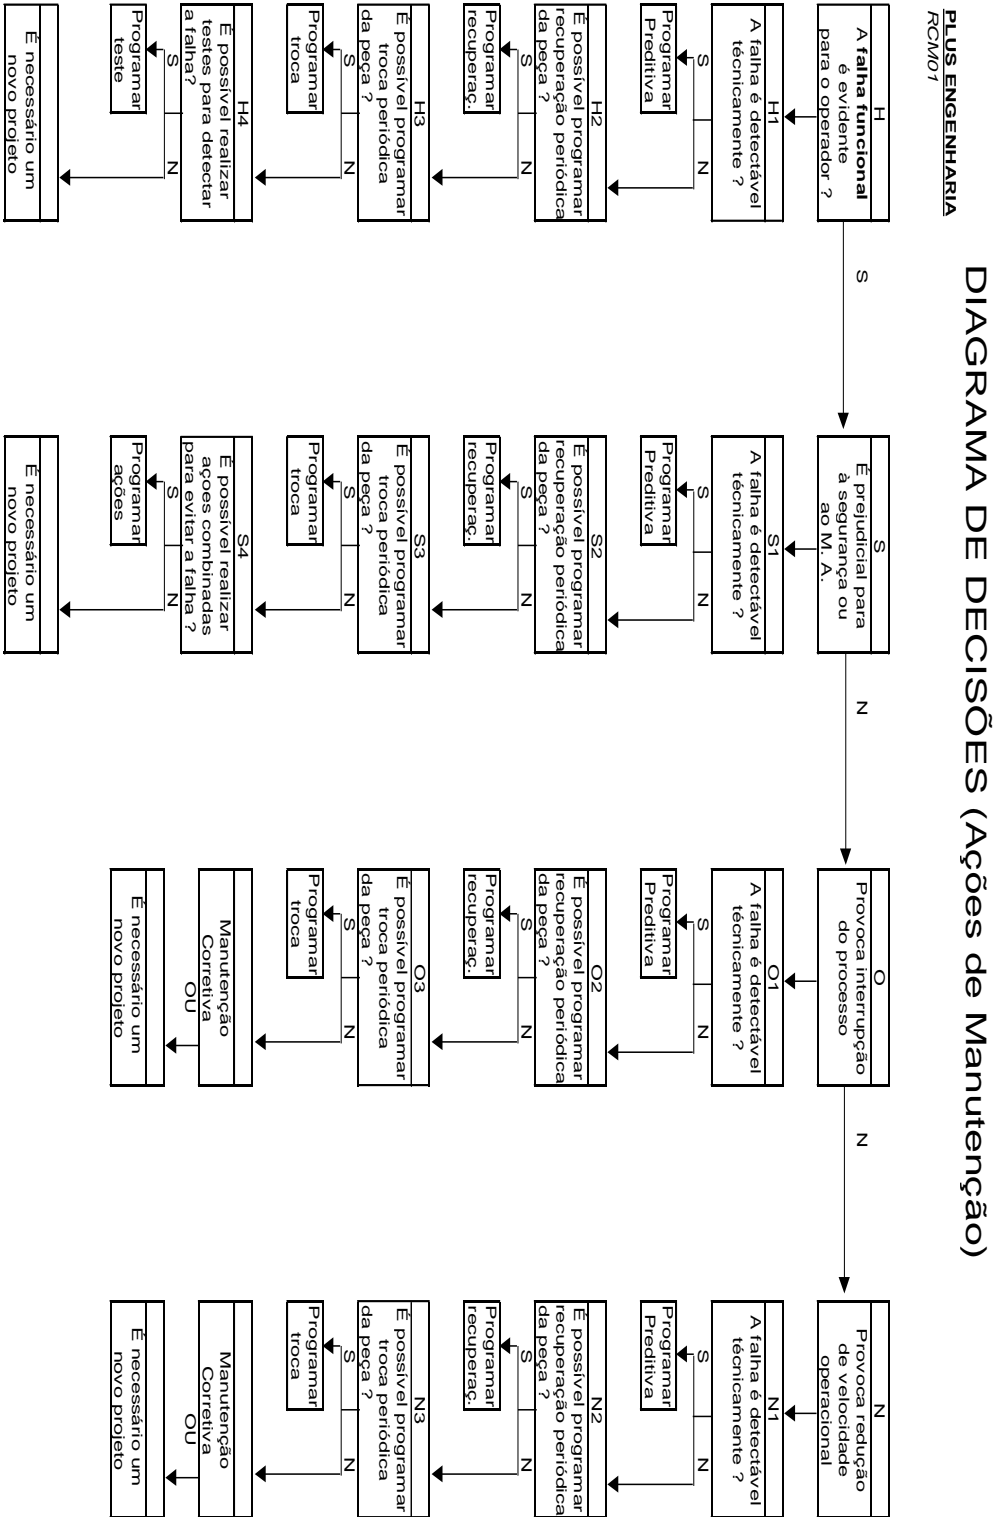 PLUS ENGENHARIA
RCM01
DIAGRAMA DE DECISÕES (Ações de Manutenção)
H
A falha funcional
é evidente
para o operador ?
S
S
É prejudicial para
à segurança ou
ao M. A.
N
O
Provoca interrupção
do processo
N
N
Provoca redução
de velocidade
operacional
H1
A falha é detectável
técnicamente ?
S
N
Programar
Preditiva
S1
A falha é detectável
técnicamente ?
S
N
Programar
Preditiva
O1
A falha é detectável
técnicamente ?
S
N
Programar
Preditiva
N1
A falha é detectável
técnicamente ?
S
N
Programar
Preditiva
H2
É possível programar
recuperação periódica
da peça ?
S
N
Programar
recuperaç.
S2
É possível programar
recuperação periódica
da peça ?
S
N
Programar
recuperaç.
O2
É possível programar
recuperação periódica
da peça ?
S
N
Programar
recuperaç.
N2
É possível programar
recuperação periódica
da peça ?
S
N
Programar
recuperaç.
H3
É possível programar
troca periódica
da peça ?
S
N
Programar
troca
S3
É possível programar
troca periódica
da peça ?
S
N
Programar
troca
O3
É possível programar
troca periódica
da peça ?
S
N
Programar
troca
N3
É possível programar
troca periódica
da peça ?
S
N
Programar
troca
H4
É possível realizar
testes para detectar
a falha?
S
N
Programar
teste
S4
É possível realizar
ações combinadas
para evitar a falha ?
S
N
Programar
ações
Manutenção
Corretiva
OU
Manutenção
Corretiva
OU
É necessário um
novo projeto
É necessário um
novo projeto
É necessário um
novo projeto
É necessário um
novo projeto